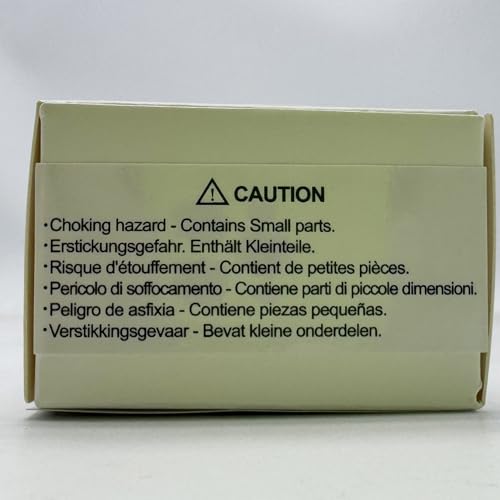 ⚠ CAUTION
·Choking hazard - Contains Small parts.
·Erstickungsgefahr. Enthält Kleinteile.
·Risque d'étouffement - Contient de petites pièces.
·Pericolo di soffocamento - Contiene parti di piccole dimensioni.
·Peligro de asfixia - Contiene piezas pequeñas.
·Verstikkingsgevaar - Bevat kleine onderdelen.